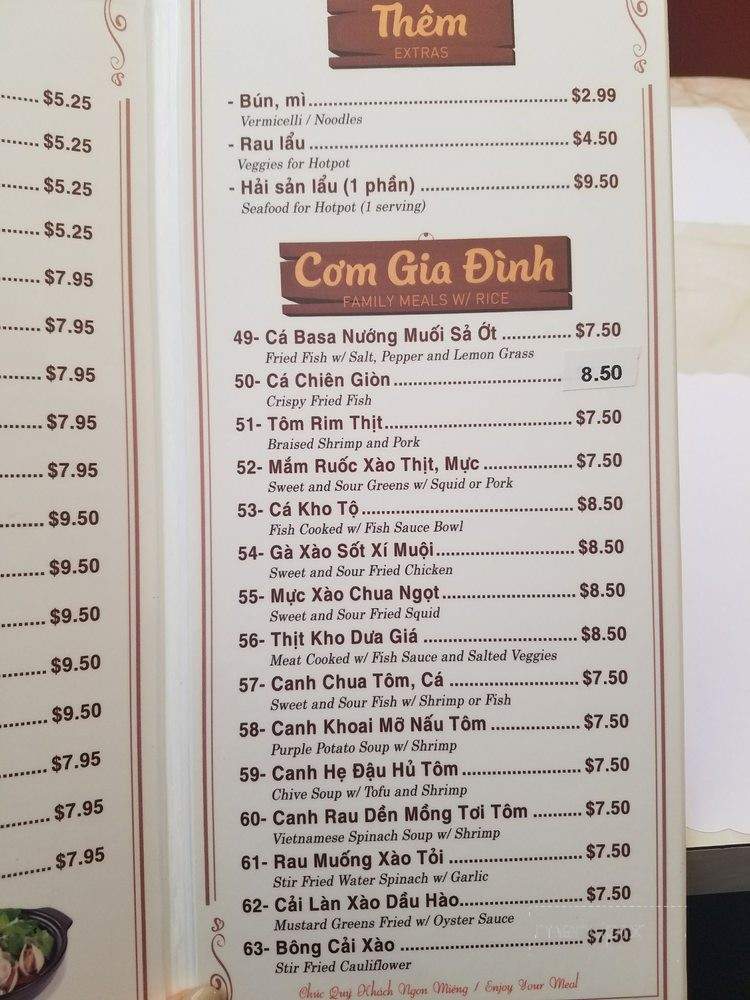 $5.25
$5.25
$5.25
$5.25
$7.95
$7.95
$7.95
$7.95
$7.95
$9.50
$9.50
$9.50
$9.50
$9.50
$7.95
$7.95
$7.95
Thêm
EXTRAS
- Bún, mì.......... $2.99
Vermicelli / Noodles
- Rau lẩu .......... $4.50
Veggies for Hotpot
- Hải sản lẩu (1 phần) .......... $9.50
Seafood for Hotpot (1 serving)
Cơm Gia Đình
FAMILY MEALS W/ RICE
49- Cá Basa Nướng Muối Sả Ớt .......... $7.50
Fried Fish w/ Salt, Pepper and Lemon Grass
50- Cá Chiên Giòn.......... 8.50
Crispy Fried Fish
51- Tôm Rim Thịt.......... $7.50
Braised Shrimp and Pork
52- Mắm Ruốc Xào Thịt, Mực .......... $7.50
Sweet and Sour Greens w/ Squid or Pork
53- Cá Kho Tộ.......... $8.50
Fish Cooked w/ Fish Sauce Bowl
54- Gà Xào Sốt Xí Muội.......... $8.50
Sweet and Sour Fried Chicken
55- Mực Xào Chua Ngọt.......... $8.50
Sweet and Sour Fried Squid
56- Thịt Kho Dưa Giá .......... $8.50
Meat Cooked w/ Fish Sauce and Salted Veggies
57- Canh Chua Tôm, Cá .......... $7.50
Sweet and Sour Fish w/ Shrimp or Fish
58- Canh Khoai Mỡ Nấu Tôm .......... $7.50
Purple Potato Soup w/ Shrimp
59- Canh Hẹ Đậu Hủ Tôm.......... $7.50
Chive Soup w/ Tofu and Shrimp
60- Canh Rau Dền Mồng Tơi Tôm .......... $7.50
Vietnamese Spinach Soup w/ Shrimp
61- Rau Muống Xào Tỏi .......... $7.50
Stir Fried Water Spinach w/ Garlic
62- Cải Làn Xào Dầu Hào.......... $7.50
Mustard Greens Fried w/ Oyster Sauce
63- Bông Cải Xào .......... $7.50
Stir Fried Cauliflower
Chúc Quý Khách Ngon Miệng / Enjoy Your Meal